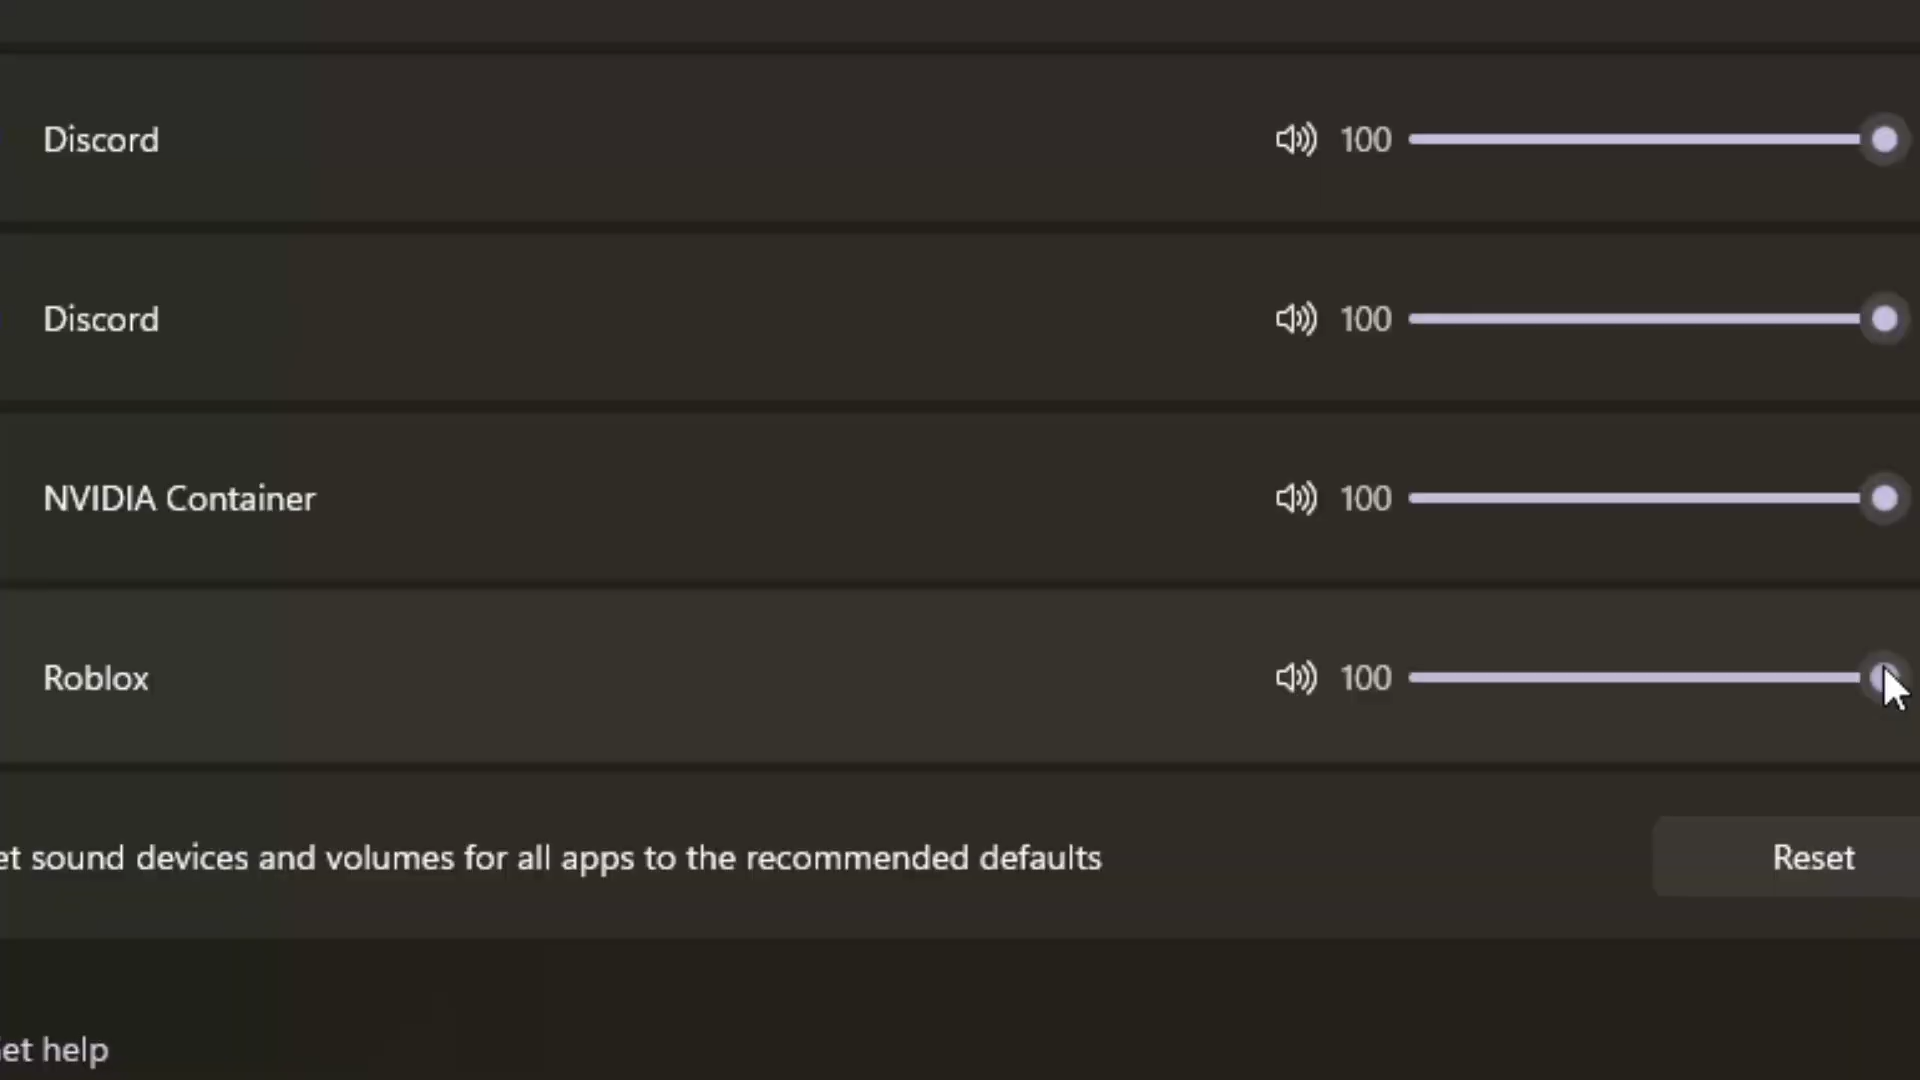 Discord 100
Discord 100
NVIDIA Container 100
Roblox 100
et sound devices and volumes for all apps to the recommended defaults Reset
et help